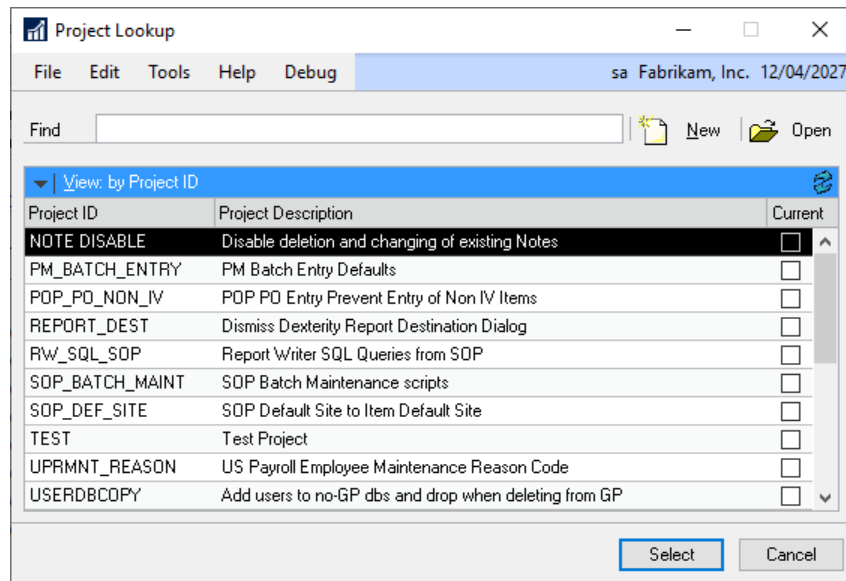 Project Lookup
File Edit Tools Help Debug sa Fabrikam, Inc. 12/04/2027
Find New Open
View: by Project ID
Project ID Project Description Current
NOTE DISABLE Disable deletion and changing of existing Notes
PM_BATCH_ENTRY PM Batch Entry Defaults
POP_PO_NON_IV POP PO Entry Prevent Entry of Non IV Items
REPORT_DEST Dismiss Dexterity Report Destination Dialog
RW_SQL_SOP Report Writer SQL Queries from SOP
SOP_BATCH_MAINT SOP Batch Maintenance scripts
SOP_DEF_SITE SOP Default Site to Item Default Site
TEST Test Project
UPRMNT_REASON US Payroll Employee Maintenance Reason Code
USERDBCOPY Add users to no-GP dbs and drop when deleting from GP
Select Cancel